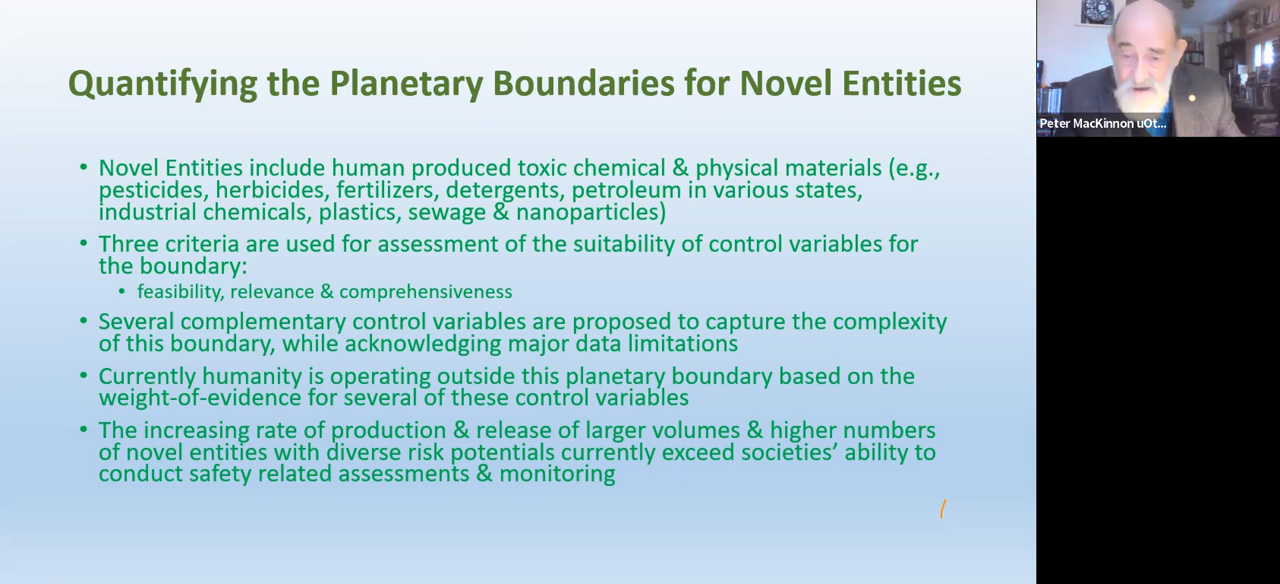 Quantifying the Planetary Boundaries for Novel Entities
• Novel Entities include human produced toxic chemical & physical materials (e.g.,
pesticides, herbicides, fertilizers, detergents, petroleum in various states,
industrial chemicals, plastics, sewage & nanoparticles)
• Three criteria are used for assessment of the suitability of control variables for
the boundary:
• feasibility, relevance & comprehensiveness
• Several complementary control variables are proposed to capture the complexity
of this boundary, while acknowledging major data limitations
• Currently humanity is operating outside this planetary boundary based on the
weight-of-evidence for several of these control variables
• The increasing rate of production & release of larger volumes & higher numbers
of novel entities with diverse risk potentials currently exceed societies’ ability to
conduct safety related assessments & monitoring
Peter MacKinnon uOt...